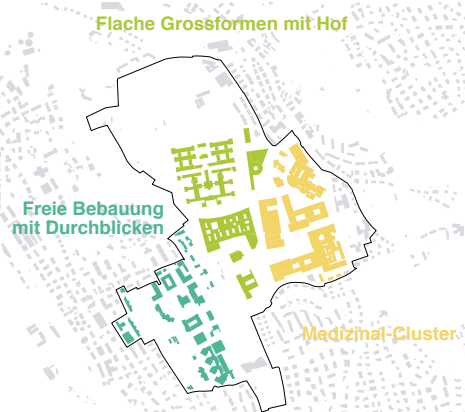 Flache Grossformen mit Hof
Freie Bebauung
mit Durchblicken
Medizinal-Cluster